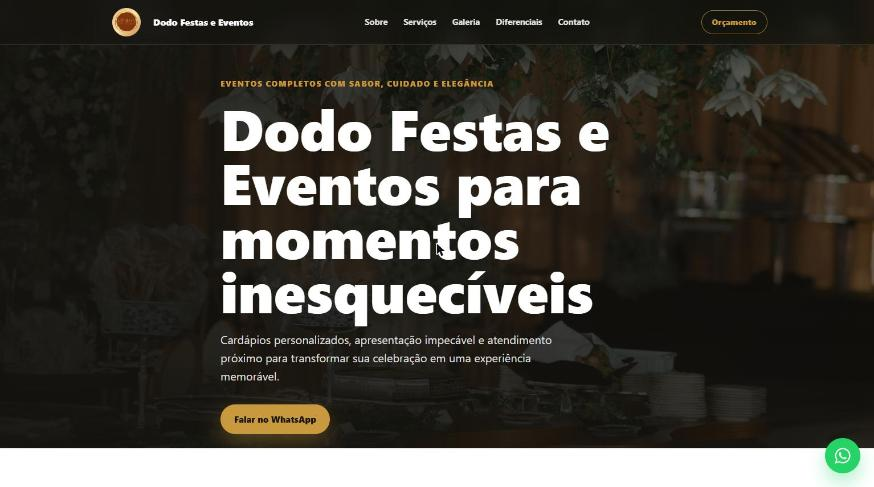 Dodo Festas e Eventos
Sobre
Serviços
Galeria
Diferenciais
Contato
Orçamento
EVENTOS COMPLETOS COM SABOR, CUIDADO E ELEGÂNCIA
Dodo Festas e
Eventos para
momentos
inesquecíveis
Cardápios personalizados, apresentação impecável e atendimento
próximo para transformar sua celebração em uma experiência
memorável.
Falar no WhatsApp